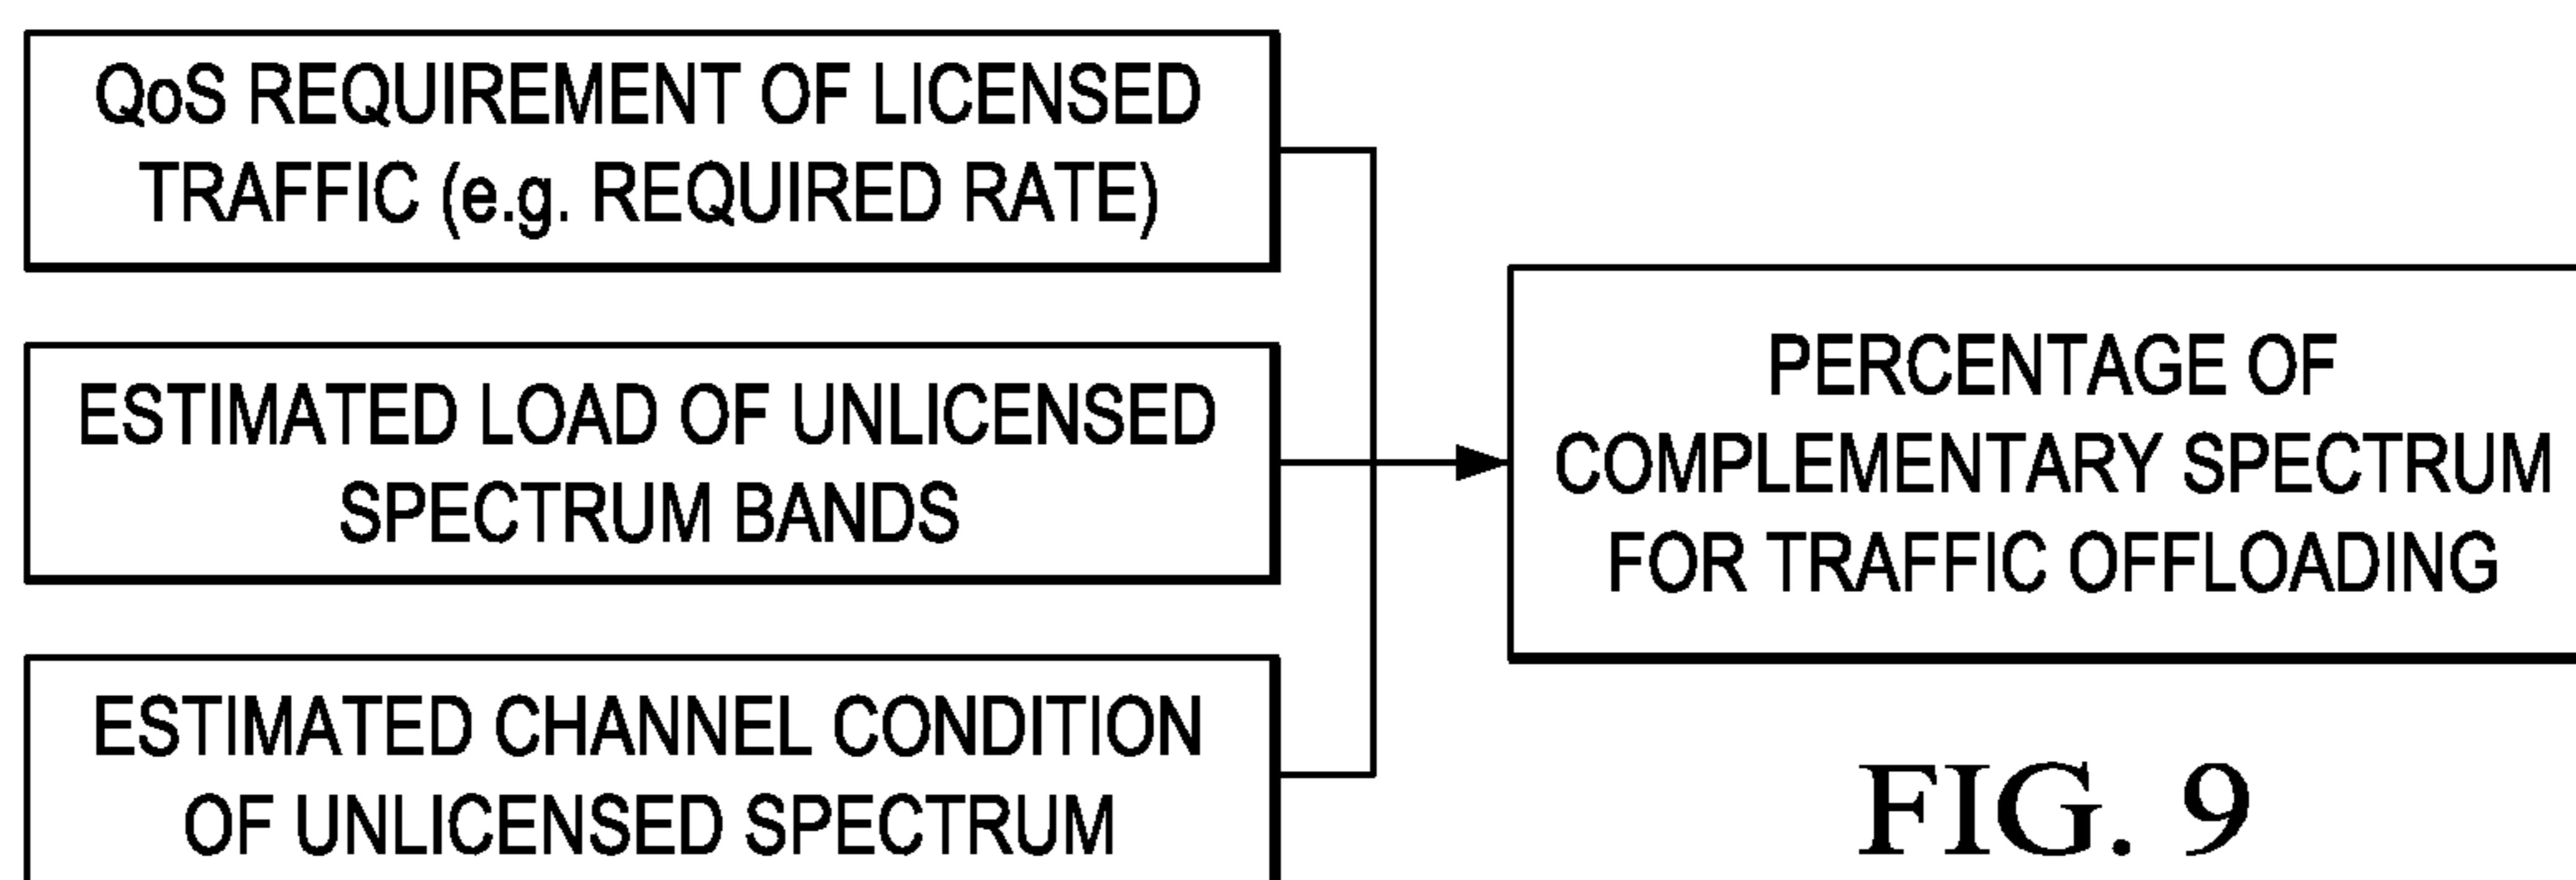 QoS REQUIREMENT OF LICENSED
TRAFFIC (e.g. REQUIRED RATE)
ESTIMATED LOAD OF UNLICENSED
SPECTRUM BANDS
ESTIMATED CHANNEL CONDITION
OF UNLICENSED SPECTRUM
PERCENTAGE OF
COMPLEMENTARY SPECTRUM
FOR TRAFFIC OFFLOADING
FIG. 9